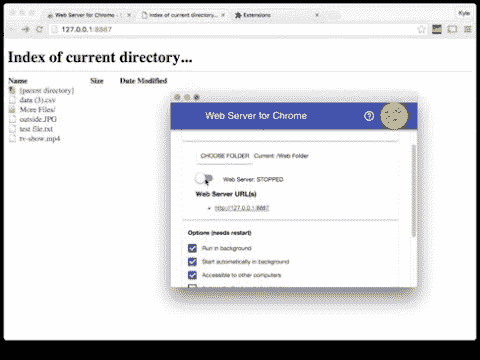 Web Server for Chrome -
Index of current directory...
Extensions
Kyle
127.0.0.1:8887
Index of current directory...
Name Size Date Modified
[parent directory]
data (3).csv
More Files/
outside.JPG
test file.txt
tv-show.mp4
Web Server for Chrome
CHOOSE FOLDER Current: /Web Folder
Web Server: STOPPED
Web Server URL(s)
http://127.0.0.1:8887
Options (needs restart)
Run in background
Start automatically in background
Accessible to other computers